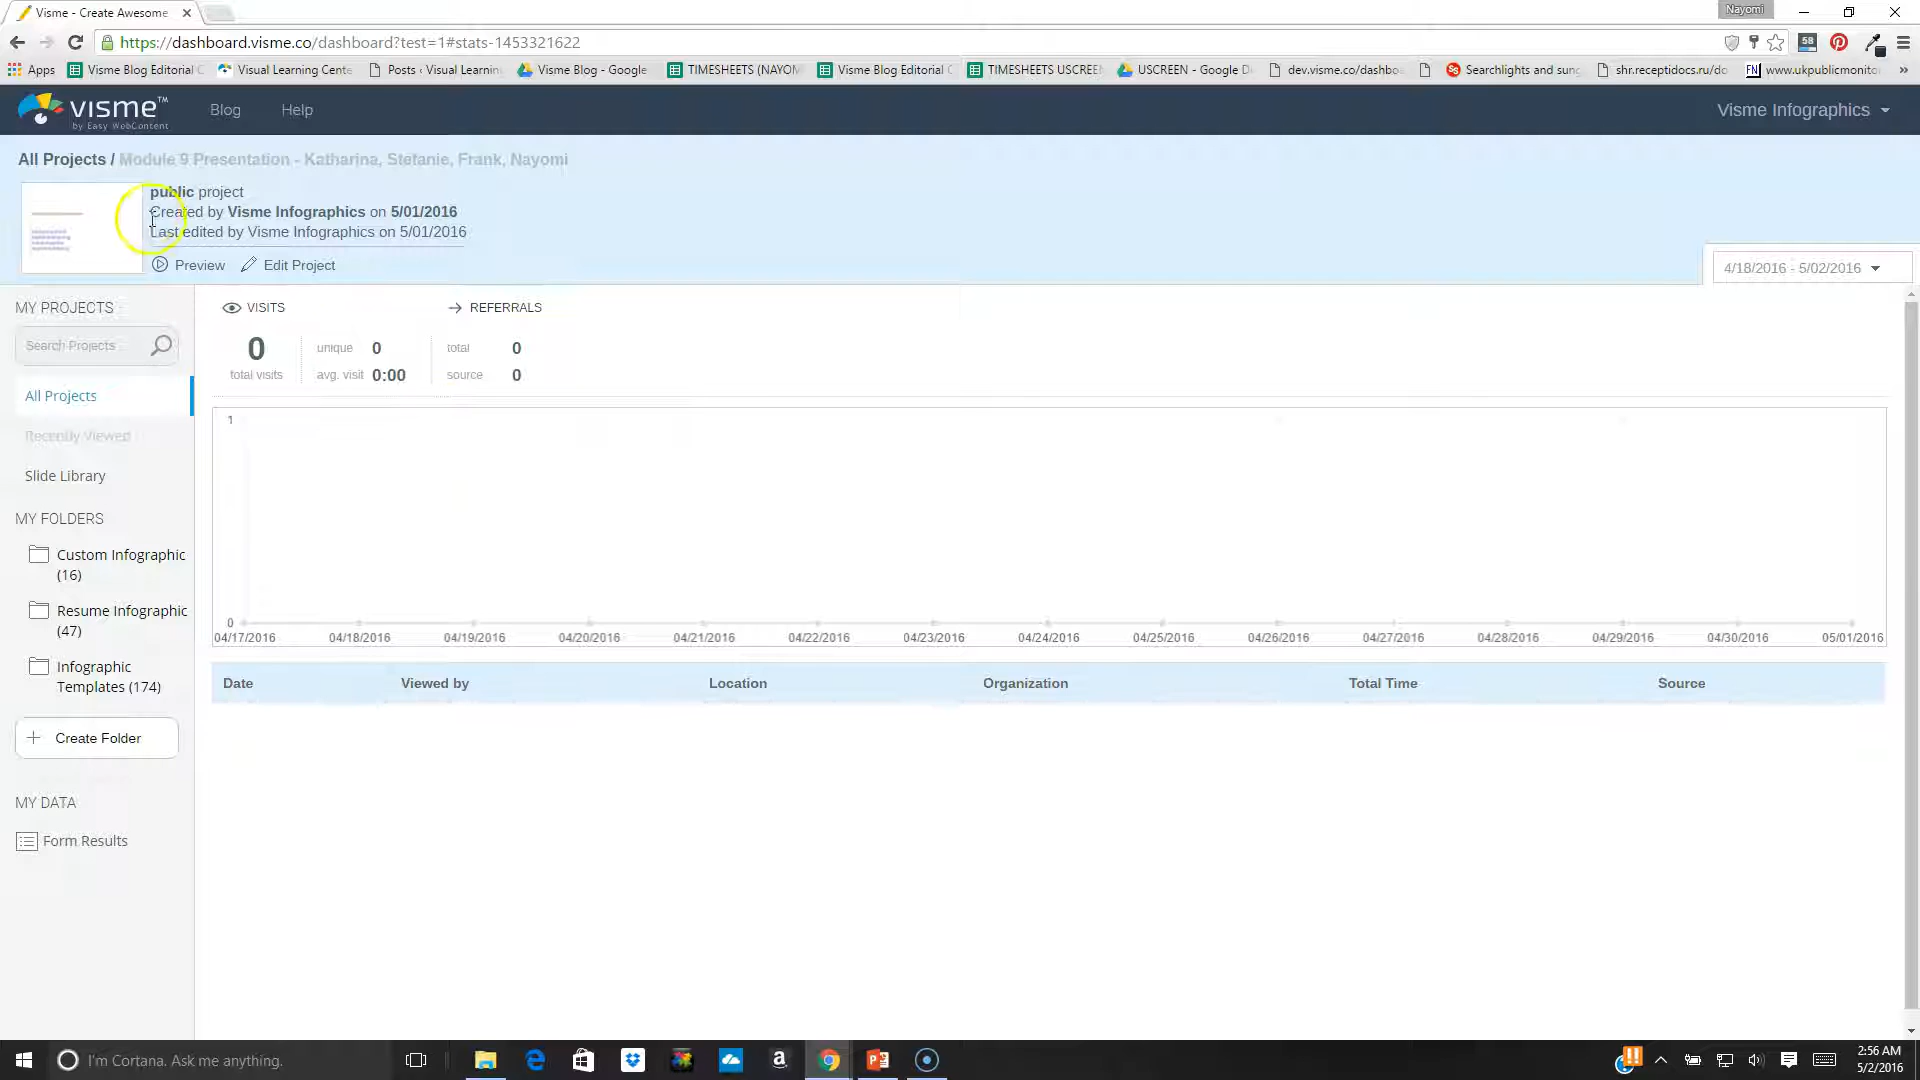 Visme - Create Awesome
Nayomi
https://dashboard.visme.co/dashboard?test=1#stats-1453321622
58
Apps Visme Blog Editorial C Visual Learning Cente Posts ‹ Visual Learnin Visme Blog - Google TIMESHEETS (NAYOM Visme Blog Editorial C TIMESHEETS USCREEN USCREEN - Google D dev.visme.co/dashbo Searchlights and sung shr.receptidocs.ru/do FN www.ukpublicmonito »
visme™
by Easy WebContent
Blog
Help
Visme Infographics
All Projects / Module 9 Presentation - Katharina, Stefanie, Frank, Nayomi
public project
Created by Visme Infographics on 5/01/2016
Last edited by Visme Infographics on 5/01/2016
Preview Edit Project
4/18/2016 - 5/02/2016
MY PROJECTS
Search Projects
All Projects
Recently Viewed
Slide Library
MY FOLDERS
Custom Infographic
(16)
Resume Infographic
(47)
Infographic
Templates (174)
Create Folder
MY DATA
Form Results
VISITS
REFERRALS
0
total visits
unique 0
avg. visit 0:00
total 0
source 0
1
0
04/17/2016 04/18/2016 04/19/2016 04/20/2016 04/21/2016 04/22/2016 04/23/2016 04/24/2016 04/25/2016 04/26/2016 04/27/2016 04/28/2016 04/29/2016 04/30/2016 05/01/2016
Date Viewed by Location Organization Total Time Source
I'm Cortana. Ask me anything.
2:56 AM
5/2/2016